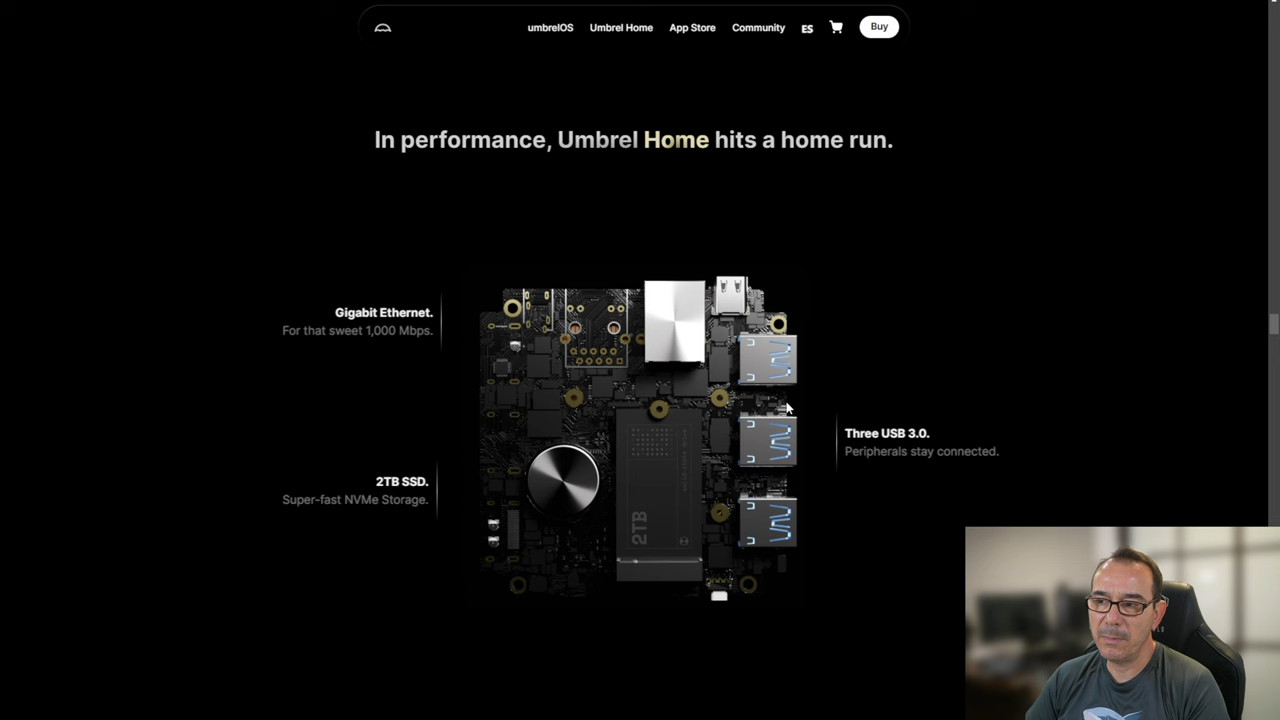 umbrelOS Umbrel Home App Store Community ES Buy
In performance, Umbrel Home hits a home run.
Gigabit Ethernet.
For that sweet 1,000 Mbps.
Three USB 3.0.
Peripherals stay connected.
2TB SSD.
Super-fast NVMe Storage.
2TB